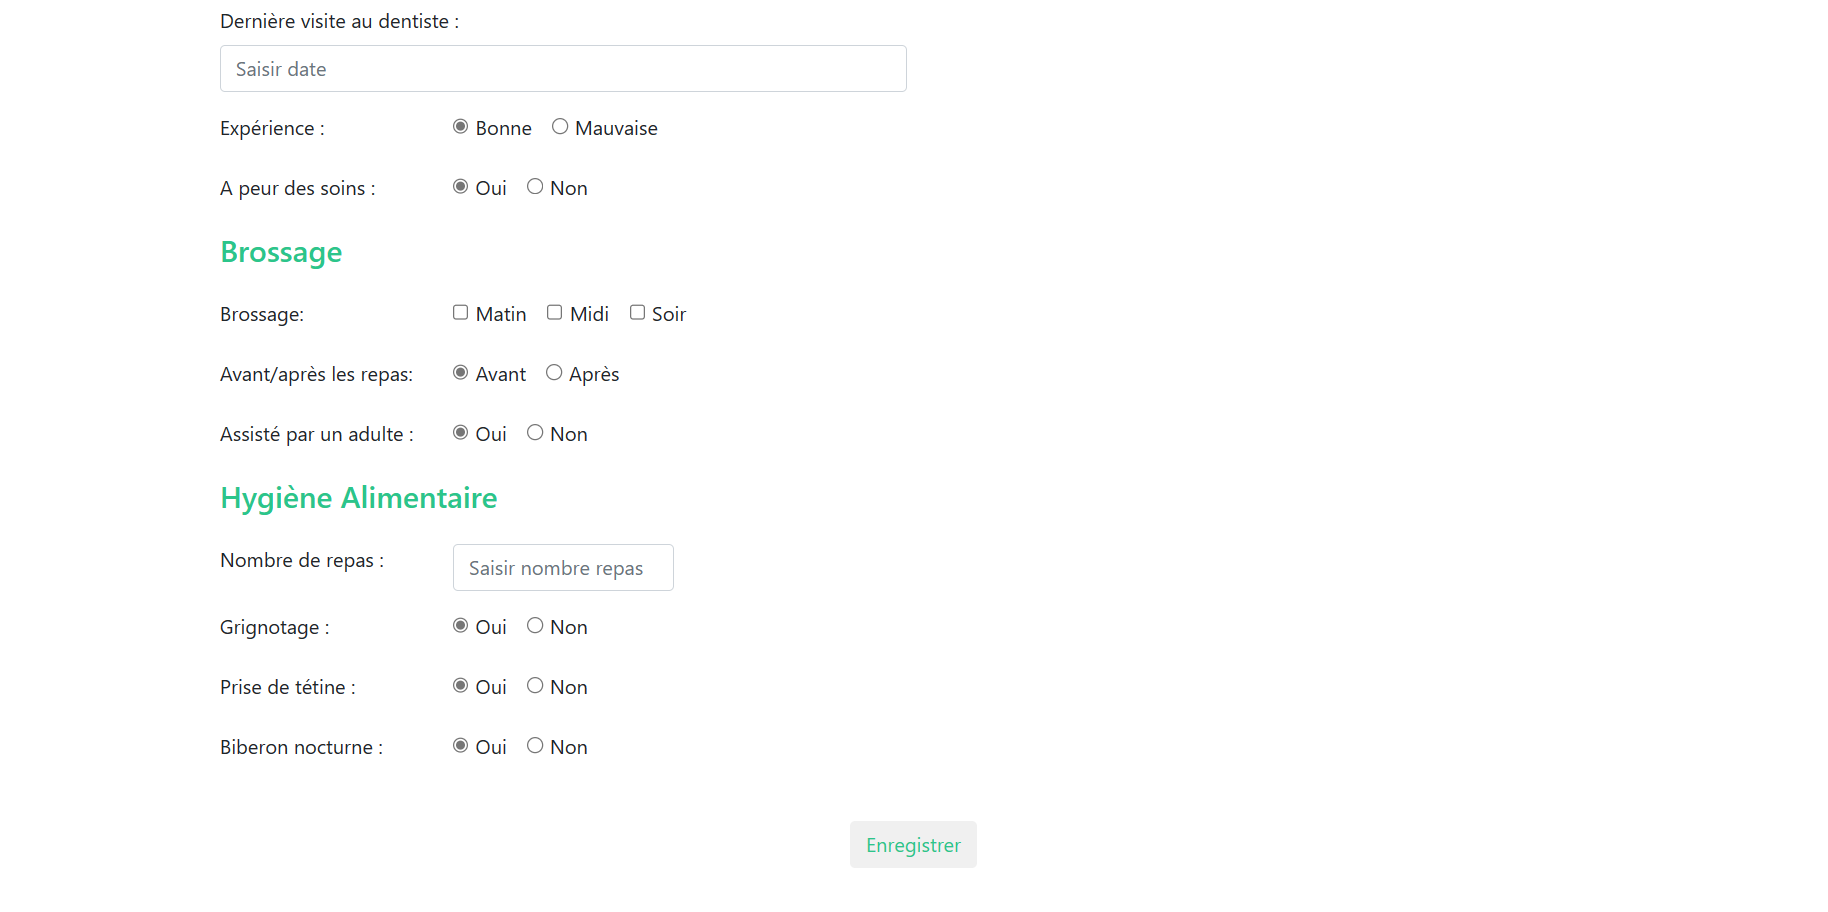 Dernière visite au dentiste :
Saisir date
Expérience : Bonne Mauvaise
A peur des soins : Oui Non
Brossage
Brossage: Matin Midi Soir
Avant/après les repas: Avant Après
Assisté par un adulte : Oui Non
Hygiène Alimentaire
Nombre de repas : Saisir nombre repas
Grignotage : Oui Non
Prise de tétine : Oui Non
Biberon nocturne : Oui Non
Enregistrer